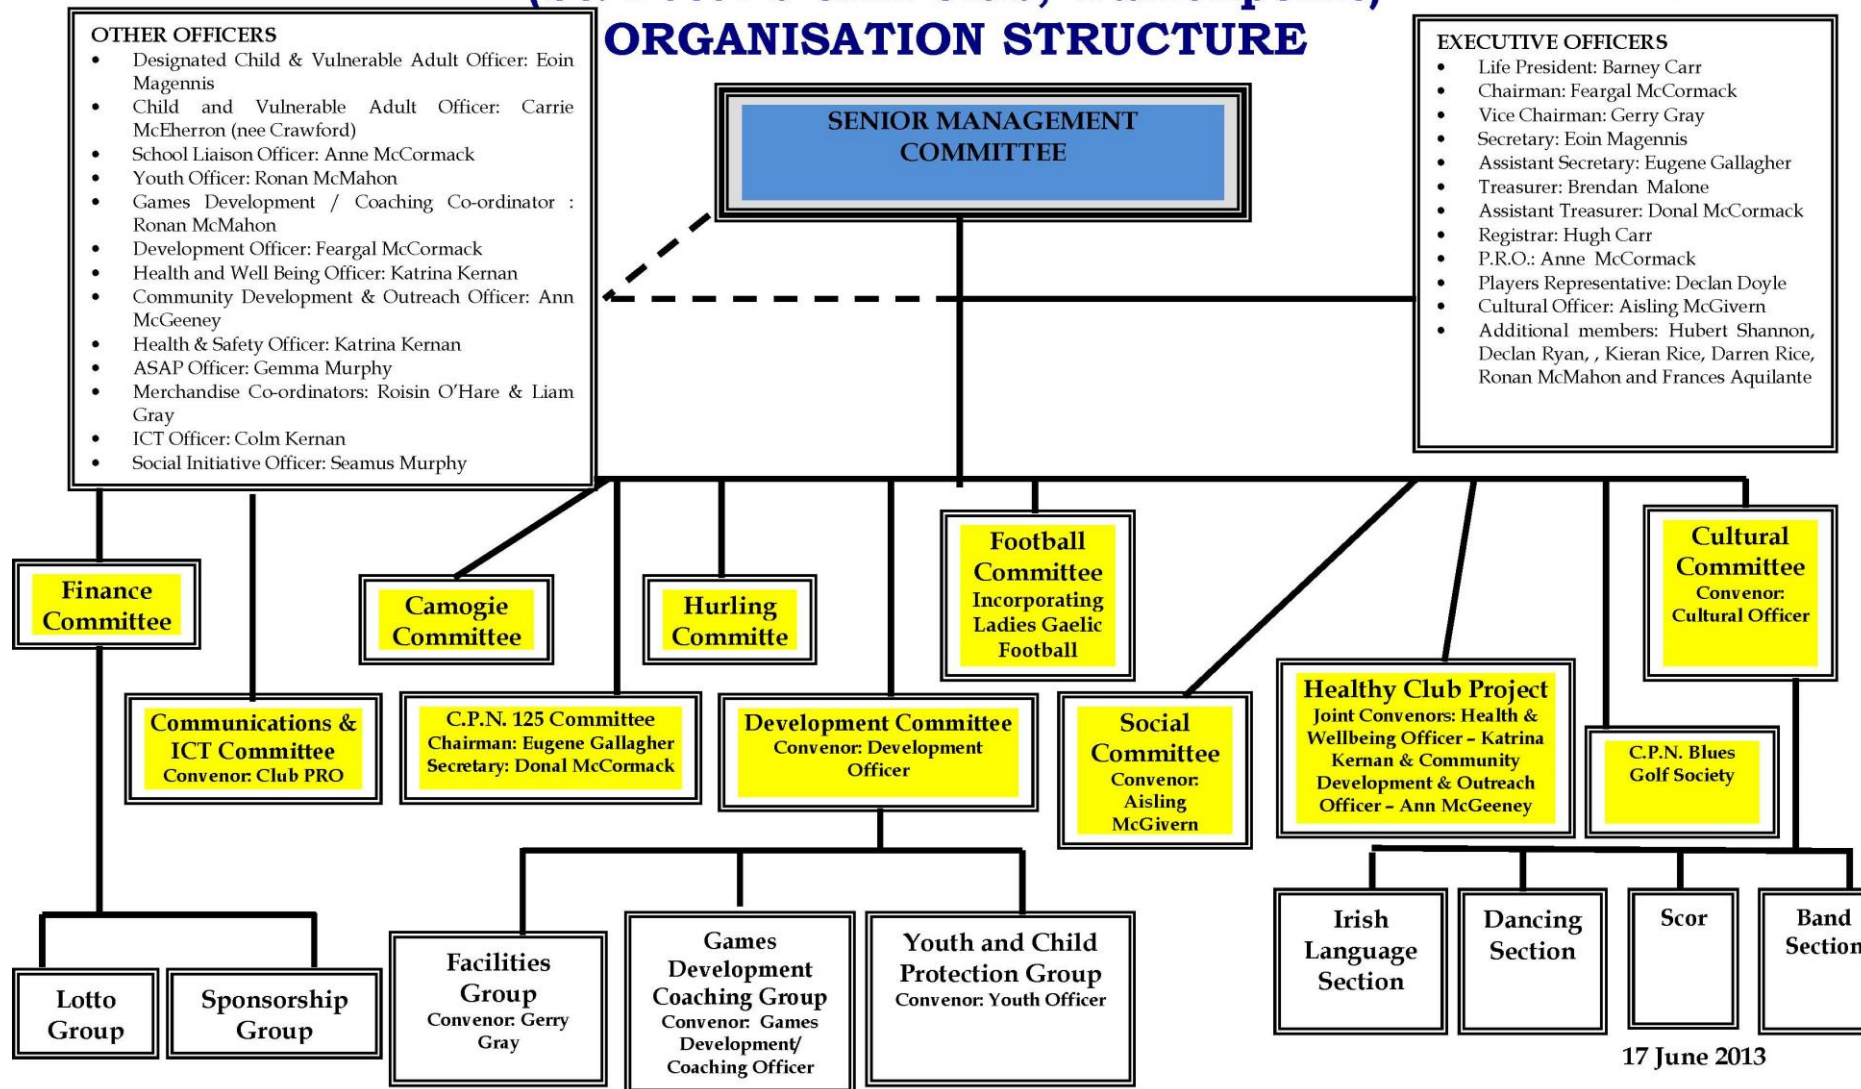 ORGANISATION STRUCTURE
OTHER OFFICERS
• Designated Child & Vulnerable Adult Officer: Eoin
Magennis
• Child and Vulnerable Adult Officer: Carrie
McEherron (nee Crawford)
• School Liaison Officer: Anne McCormack
• Youth Officer: Ronan McMahon
• Games Development / Coaching Co-ordinator :
Ronan McMahon
• Development Officer: Feargal McCormack
• Health and Well Being Officer: Katrina Kernan
• Community Development & Outreach Officer: Ann
McGeeney
• Health & Safety Officer: Katrina Kernan
• ASAP Officer: Gemma Murphy
• Merchandise Co-ordinators: Roisin O'Hare & Liam
Gray
• ICT Officer: Colm Kernan
• Social Initiative Officer: Seamus Murphy
SENIOR MANAGEMENT
COMMITTEE
EXECUTIVE OFFICERS
• Life President: Barney Carr
• Chairman: Feargal McCormack
• Vice Chairman: Gerry Gray
• Secretary: Eoin Magennis
• Assistant Secretary: Eugene Gallagher
• Treasurer: Brendan Malone
• Assistant Treasurer: Donal McCormack
• Registrar: Hugh Carr
• P.R.O.: Anne McCormack
• Players Representative: Declan Doyle
• Cultural Officer: Aisling McGivern
• Additional members: Hubert Shannon,
Declan Ryan, , Kieran Rice, Darren Rice,
Ronan McMahon and Frances Aquilante
Finance
Committee
Camogie
Committee
Hurling
Committe
Football
Committee
Incorporating
Ladies Gaelic
Football
Cultural
Committee
Convenor:
Cultural Officer
Communications &
ICT Committee
Convenor: Club PRO
C.P.N. 125 Committee
Chairman: Eugene Gallagher
Secretary: Donal McCormack
Development Committee
Convenor: Development
Officer
Social
Committee
Convenor:
Aisling
McGivern
Healthy Club Project
Joint Convenors: Health &
Wellbeing Officer – Katrina
Kernan & Community
Development & Outreach
Officer – Ann McGeeney
C.P.N. Blues
Golf Society
Lotto
Group
Sponsorship
Group
Facilities
Group
Convenor: Gerry
Gray
Games
Development
Coaching Group
Convenor: Games
Development/
Coaching Officer
Youth and Child
Protection Group
Convenor: Youth Officer
Irish
Language
Section
Dancing
Section
Scor
Band
Section
17 June 2013